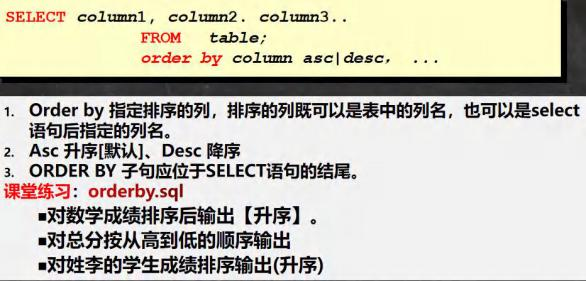 SELECT column1, column2. column3..
FROM table;
order by column asc|desc, ...
1. Order by 指定排序的列，排序的列既可以是表中的列名，也可以是select
语句后指定的列名。
2. Asc 升序[默认]、Desc 降序
3. ORDER BY 子句应位于SELECT语句的结尾。
课堂练习：orderby.sql
■对数学成绩排序后输出【升序】。
■对总分按从高到低的顺序输出
■对姓李的学生成绩排序输出(升序)